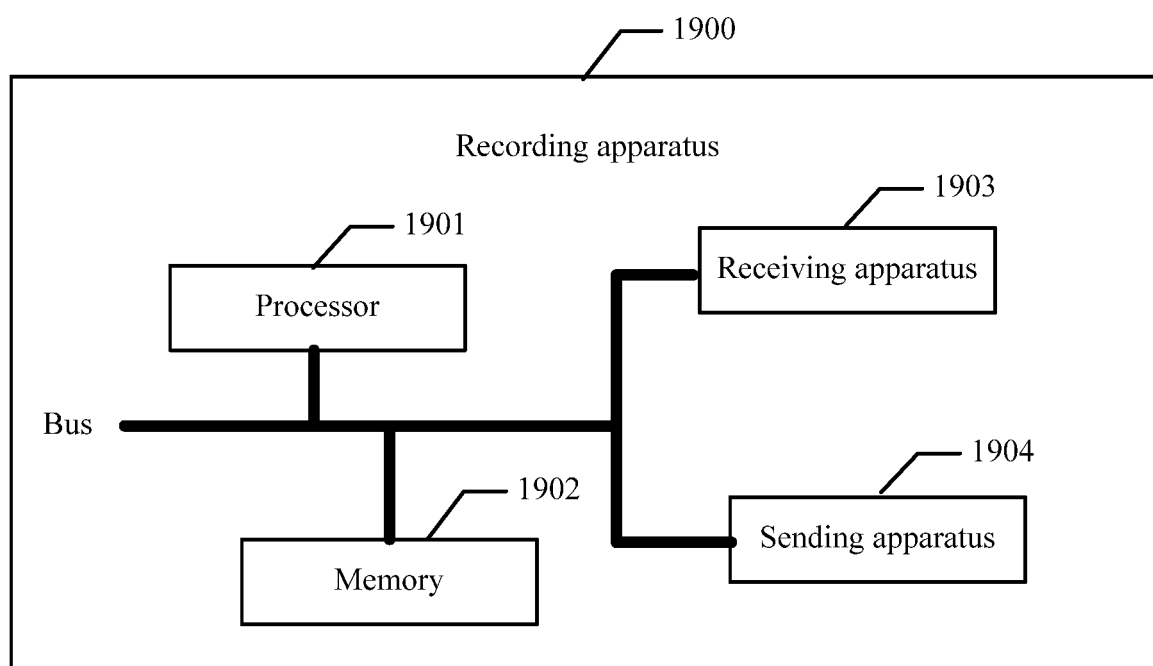 1900
Recording apparatus
1903
1901
Receiving apparatus
Processor
Bus
1904
1902
Sending apparatus
Memory